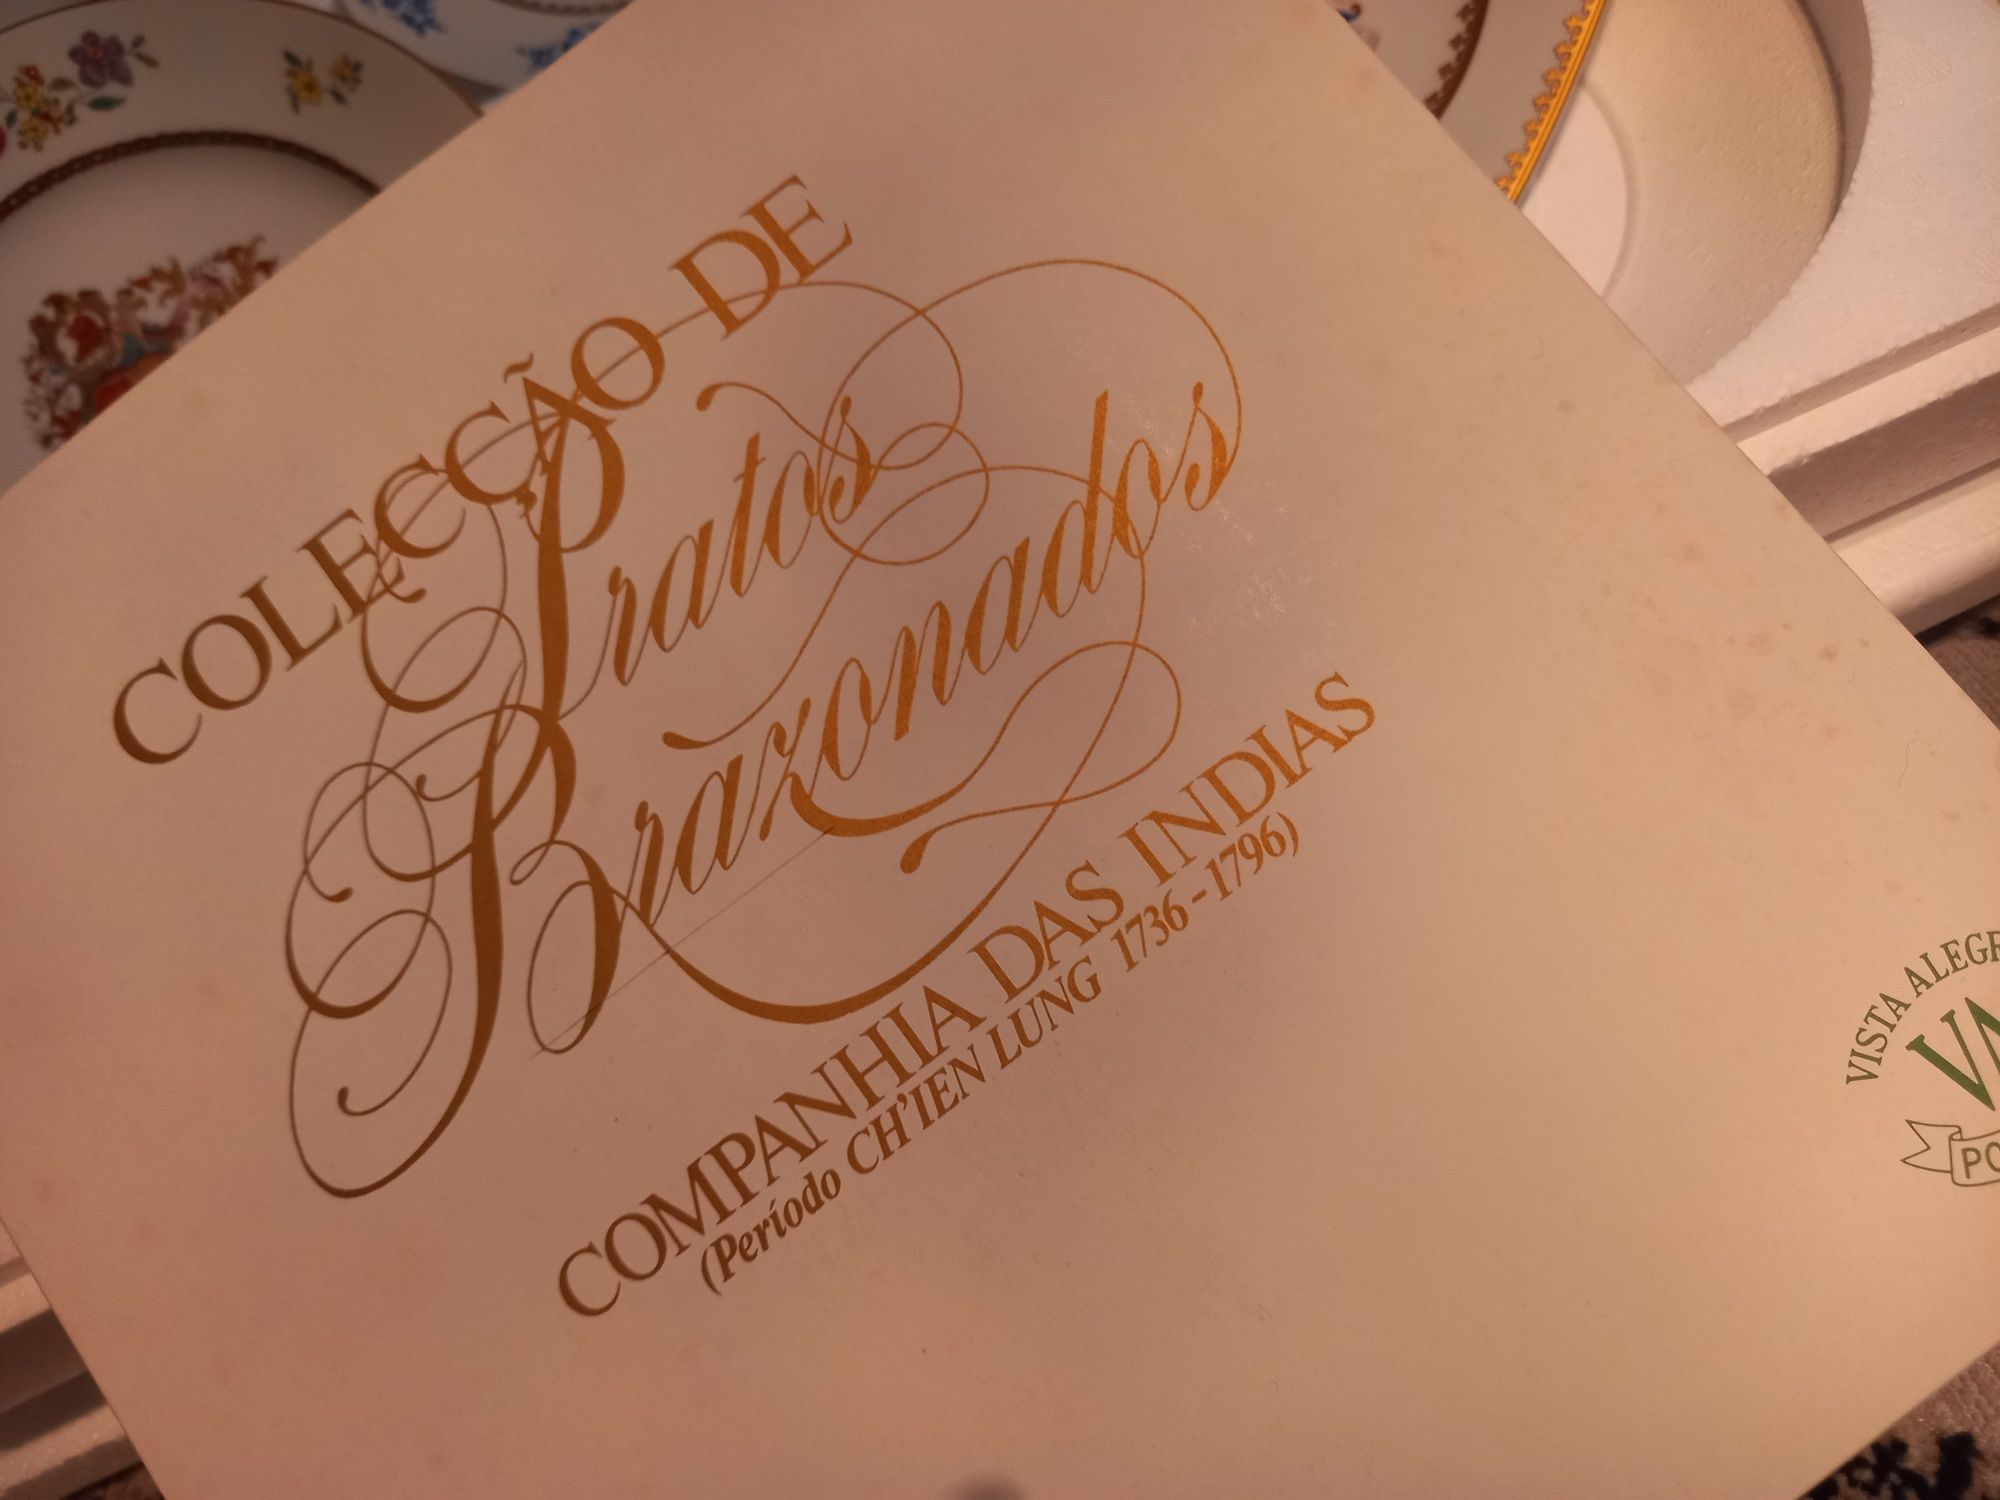 COLECÇÃO DE
Pratos
Brazonados
COMPANHIA DAS INDIAS
(Período CH'IEN LUNG 1736-1796)
VISTA ALEGR
VA
PO